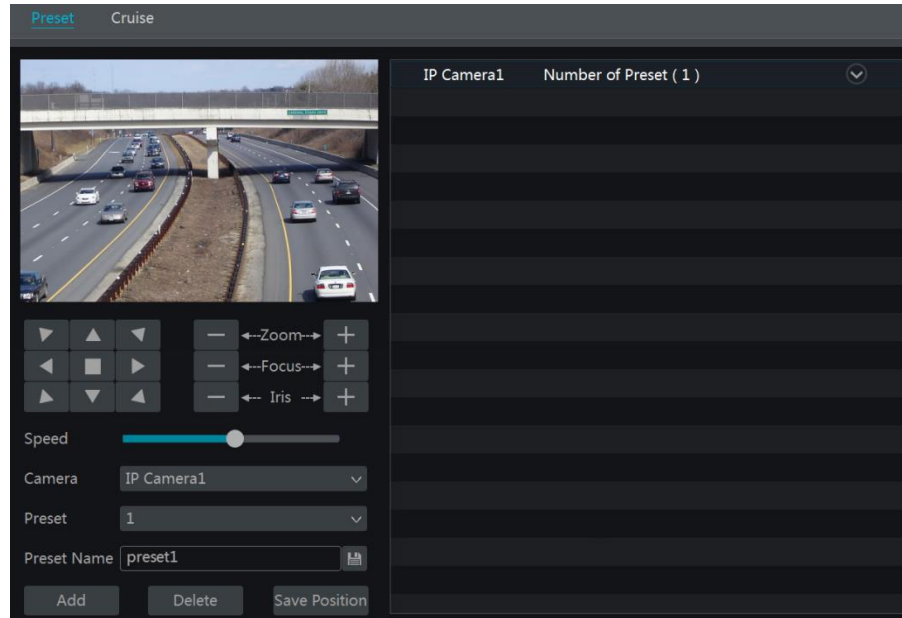 Preset Cruise
IP Camera1 Number of Preset ( 1 )
Zoom
Focus
Iris
Speed
Camera IP Camera1
Preset 1
Preset Name preset1
Add Delete Save Position